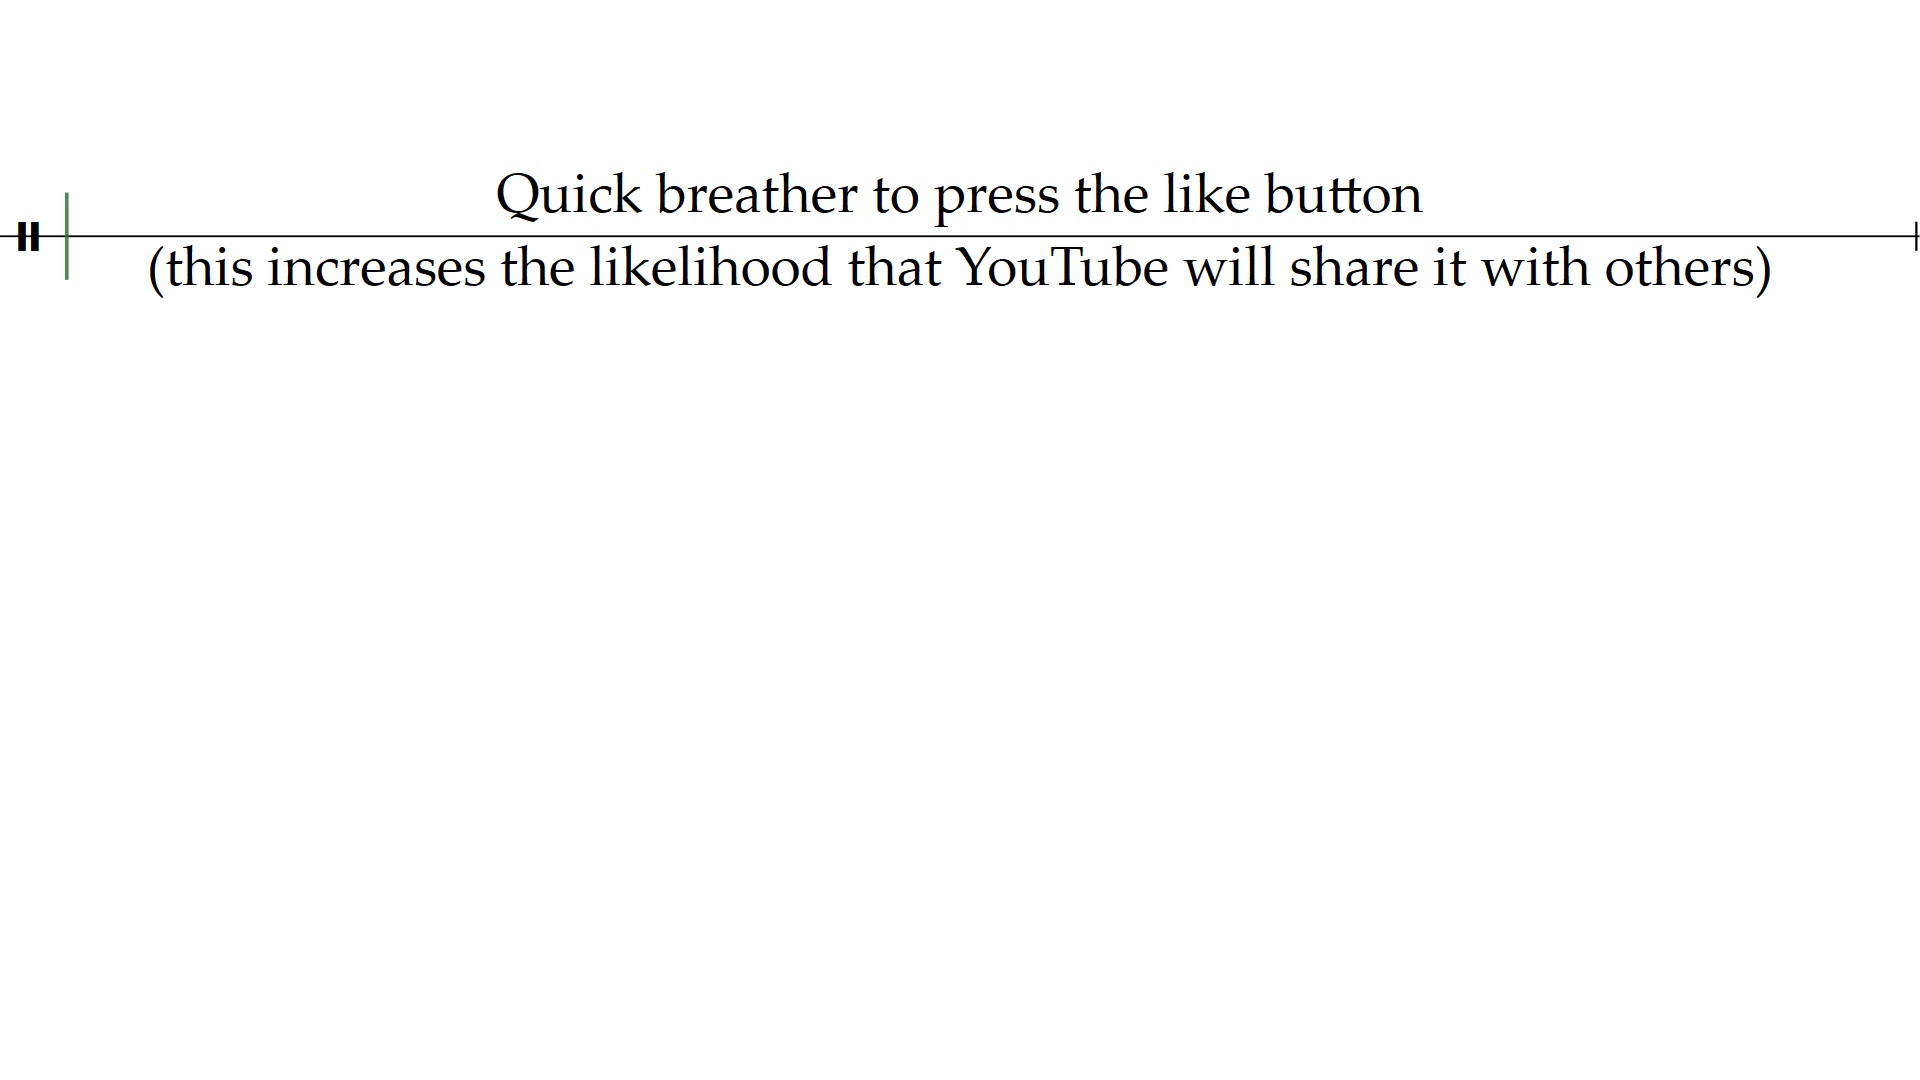 Quick breather to press the like button
(this increases the likelihood that YouTube will share it with others)